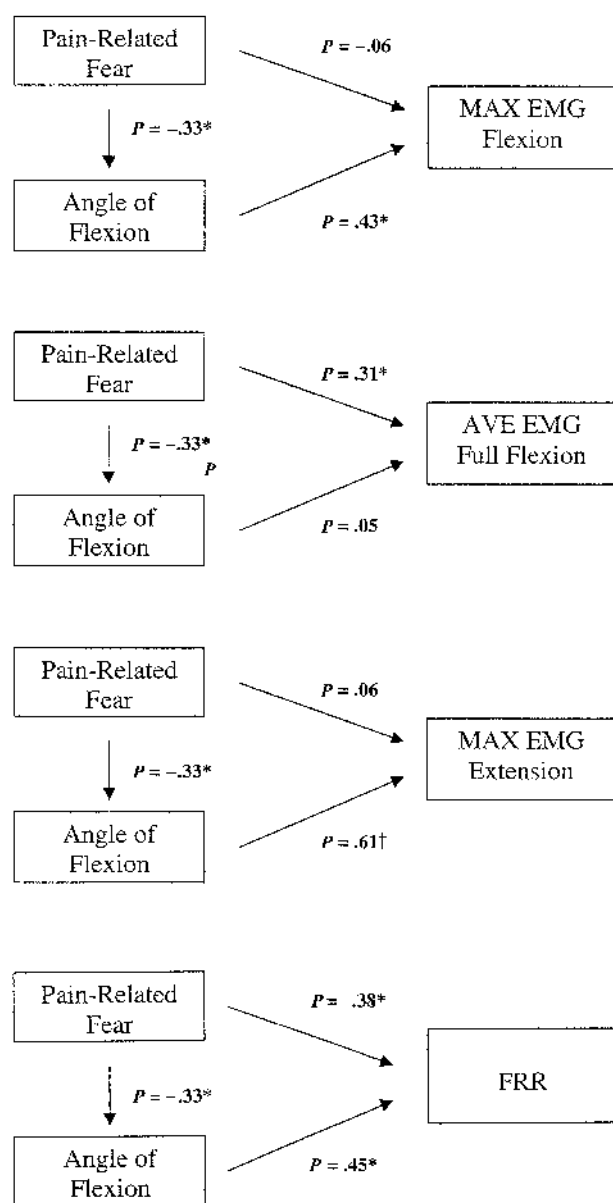 Pain-Related
Fear
P = –.06
MAX EMG
Flexion
P = –.33*
Angle of
Flexion
P = .43*
Pain-Related
Fear
P = .31*
AVE EMG
Full Flexion
P = –.33*
P
Angle of
Flexion
P = .05
Pain-Related
Fear
P = .06
MAX EMG
Extension
P = –.33*
Angle of
Flexion
P = .61†
Pain-Related
Fear
P = .38*
FRR
P = –.33*
Angle of
Flexion
P = .45*